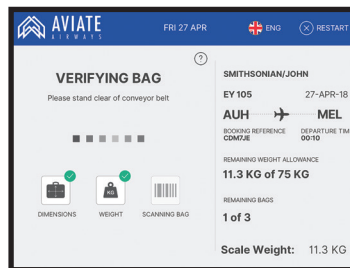 AVIATE
AIRWAYS
FRI 27 APR
ENG
RESTART
?
VERIFYING BAG
Please stand clear of conveyor belt
KG
DIMENSIONS
WEIGHT
SCANNING BAG
SMITHSONIAN/JOHN
EY 105
27-APR-18
AUH
MEL
BOOKING REFERENCE
DEPARTURE TIM
CDM7JE
00:10
REMAINING WEIGHT ALLOWANCE
11.3 KG of 75 KG
REMAINING BAGS
1 of 3
Scale Weight: 11.3 KG